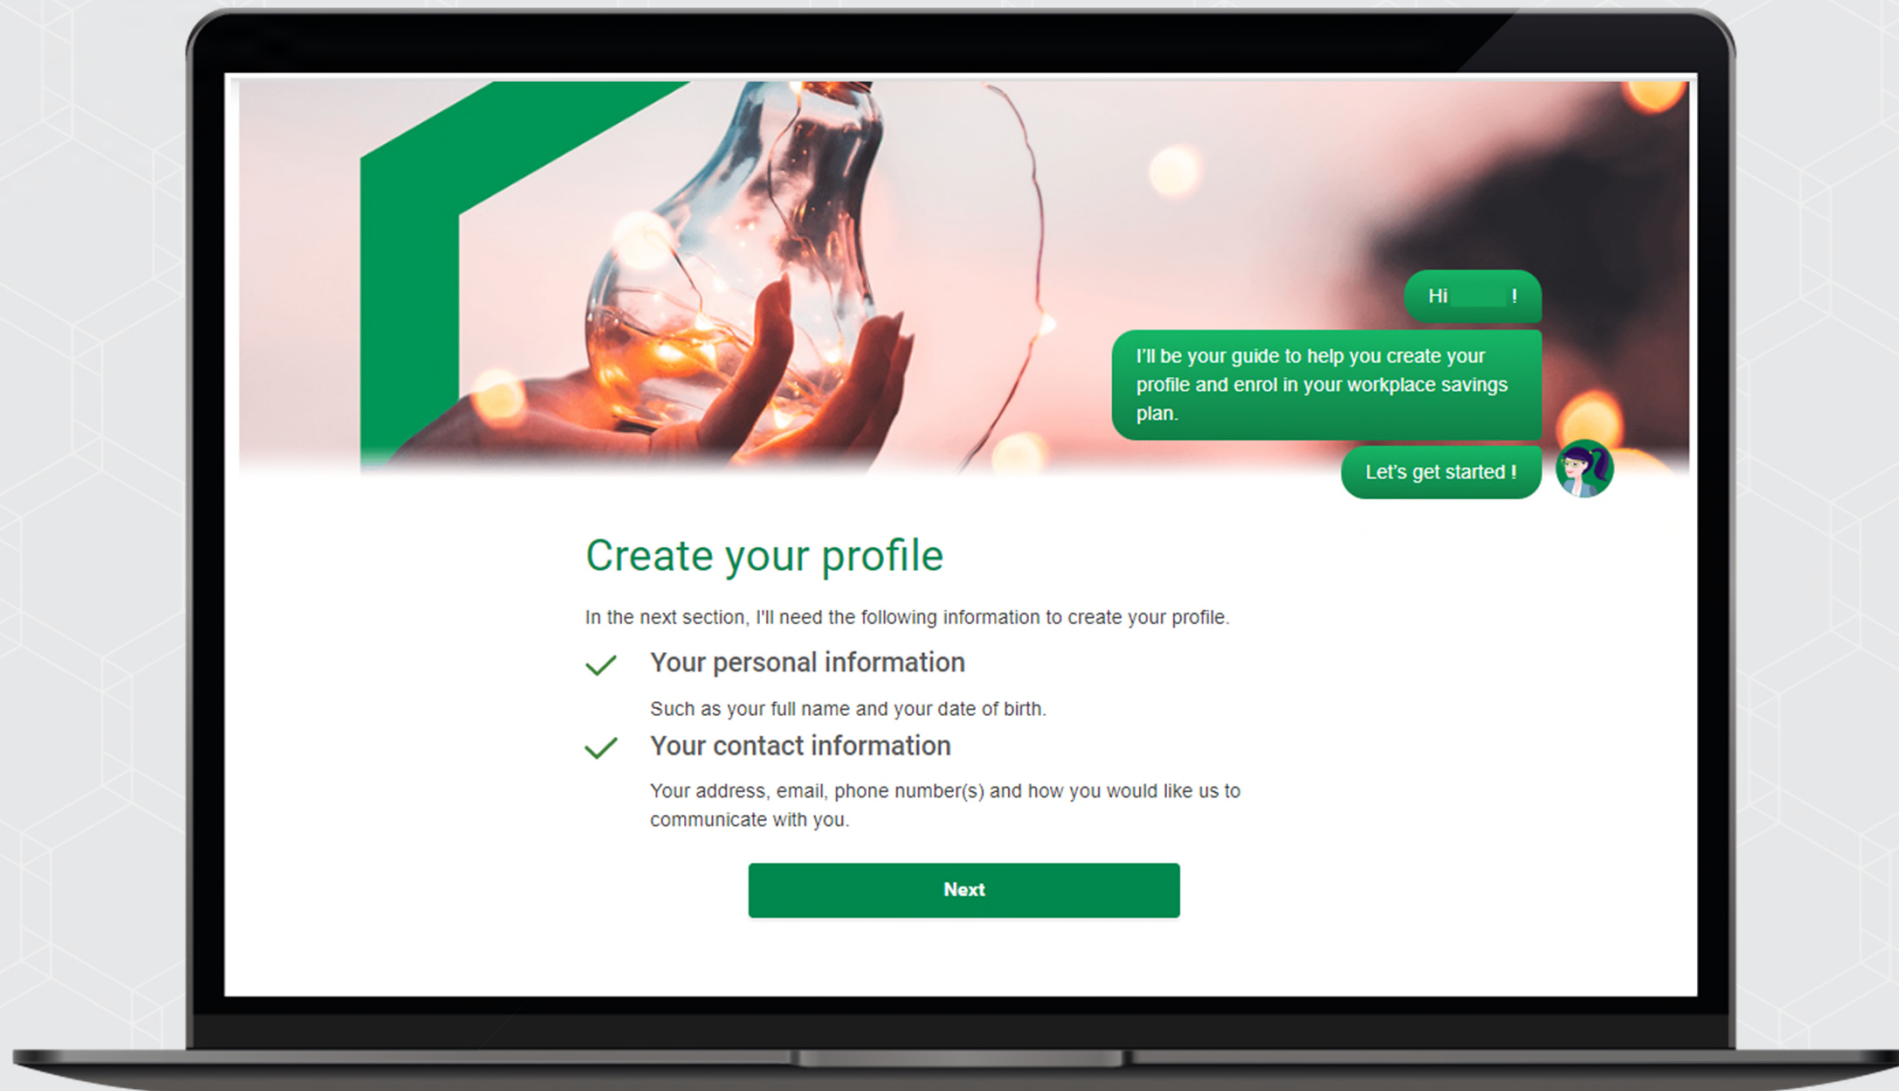 Hi !
I'll be your guide to help you create your
profile and enrol in your workplace savings
plan.
Let's get started !
Create your profile
In the next section, I'll need the following information to create your profile.
Your personal information
Such as your full name and your date of birth.
Your contact information
Your address, email, phone number(s) and how you would like us to
communicate with you.
Next